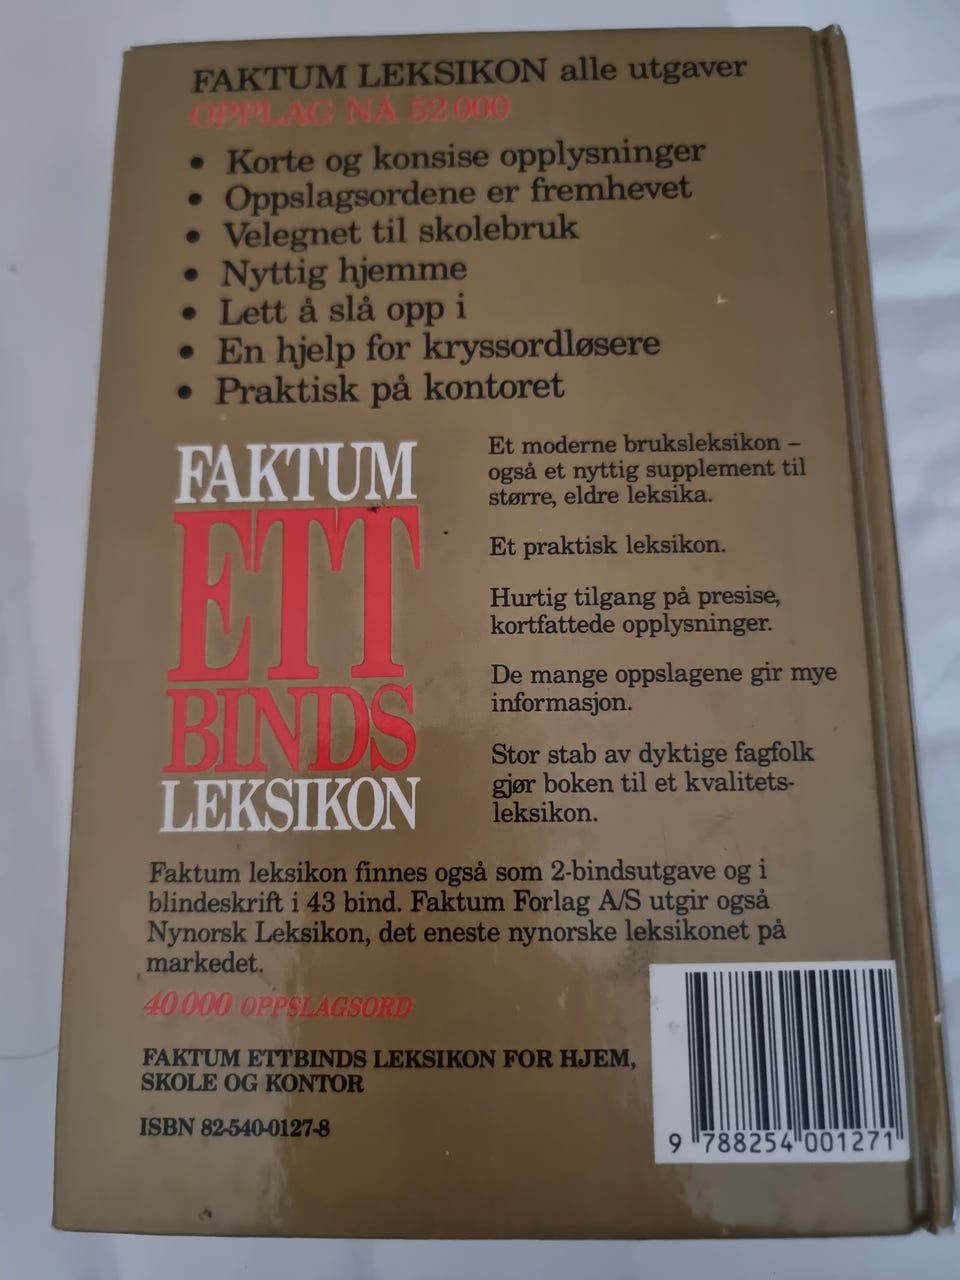 FAKTUM LEKSIKON alle utgaver
OPPLAG NÅ 52 000
• Korte og konsise opplysninger
• Oppslagsordene er fremhevet
• Velegnet til skolebruk
• Nyttig hjemme
• Lett å slå opp i
• En hjelp for kryssordløsere
• Praktisk på kontoret
FAKTUM
ETT
BINDS
LEKSIKON
Et moderne bruksleksikon –
også et nyttig supplement til
større, eldre leksika.
Et praktisk leksikon.
Hurtig tilgang på presise,
kortfattede opplysninger.
De mange oppslagene gir mye
informasjon.
Stor stab av dyktige fagfolk
gjør boken til et kvalitets-
leksikon.
Faktum leksikon finnes også som 2-bindsutgave og i
blindeskrift i 43 bind. Faktum Forlag A/S utgir også
Nynorsk Leksikon, det eneste nynorske leksikonet på
markedet.
40 000 OPPSLAGSORD
FAKTUM ETTBINDS LEKSIKON FOR HJEM,
SKOLE OG KONTOR
ISBN 82-540-0127-8
9 788254 001271